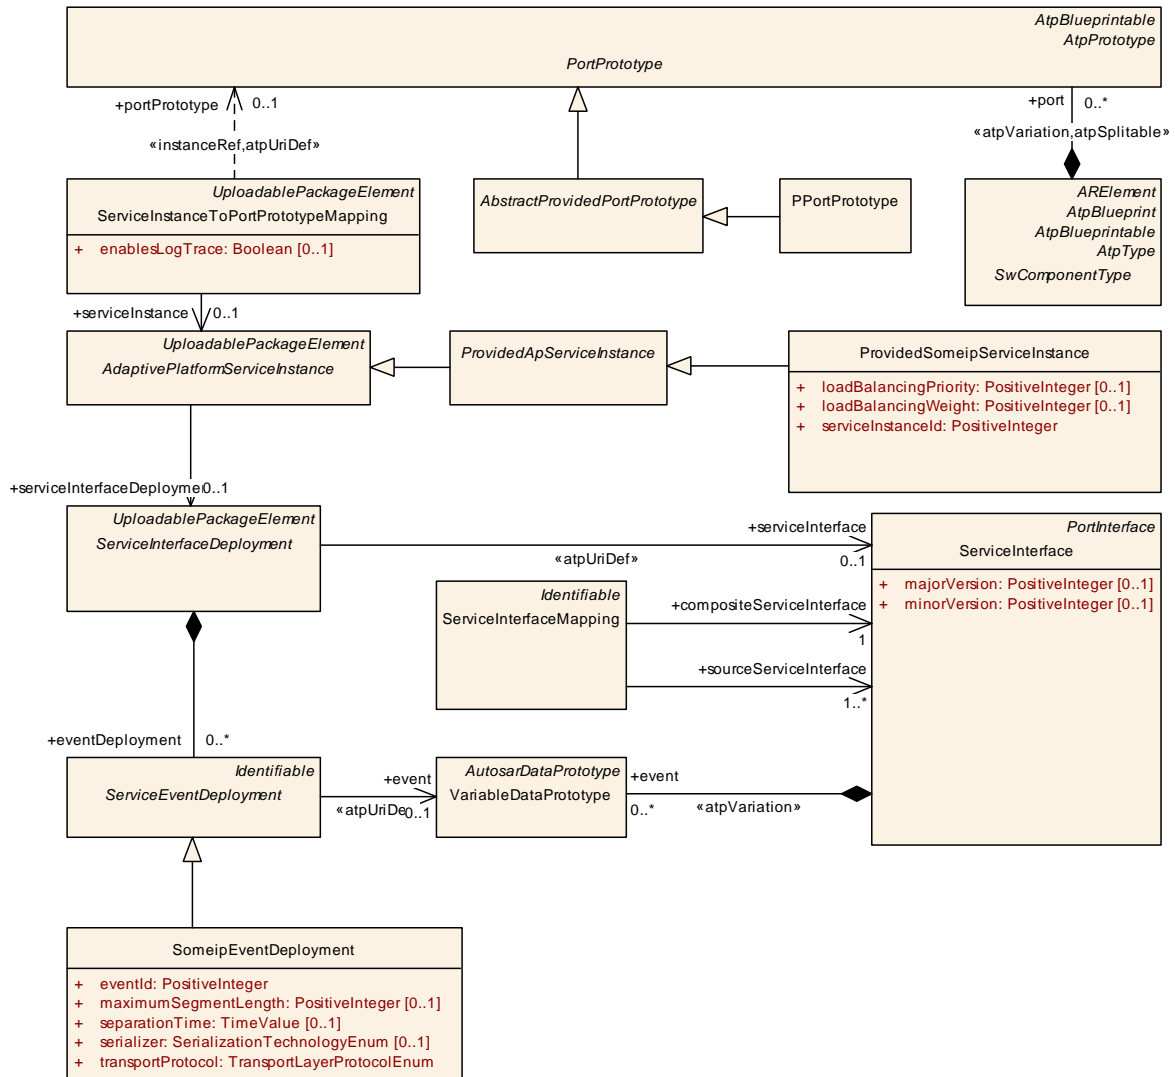 AtpBlueprintable
AtpPrototype
PortPrototype
+portPrototype 0..1
+port 0..*
«instanceRef,atpUriDef»
«atpVariation,atpSplitable»
UploadablePackageElement
ServiceInstanceToPortPrototypeMapping
+ enablesLogTrace: Boolean [0..1]
AbstractProvidedPortPrototype
PPortPrototype
ARElement
AtpBlueprint
AtpBlueprintable
AtpType
SwComponentType
+serviceInstance 0..1
UploadablePackageElement
AdaptivePlatformServiceInstance
ProvidedApServiceInstance
ProvidedSomeipServiceInstance
+ loadBalancingPriority: PositiveInteger [0..1]
+ loadBalancingWeight: PositiveInteger [0..1]
+ serviceInstanceId: PositiveInteger
+serviceInterfaceDeployme 0..1
UploadablePackageElement
ServiceInterfaceDeployment
+serviceInterface
«atpUriDef»
0..1
PortInterface
ServiceInterface
+ majorVersion: PositiveInteger [0..1]
+ minorVersion: PositiveInteger [0..1]
Identifiable
ServiceInterfaceMapping
+compositeServiceInterface
1
+sourceServiceInterface
1..*
+eventDeployment 0..*
Identifiable
ServiceEventDeployment
+event
«atpUriDe 0..1
AutosarDataPrototype
VariableDataPrototype
+event
0..*
«atpVariation»
SomeipEventDeployment
+ eventId: PositiveInteger
+ maximumSegmentLength: PositiveInteger [0..1]
+ separationTime: TimeValue [0..1]
+ serializer: SerializationTechnologyEnum [0..1]
+ transportProtocol: TransportLayerProtocolEnum